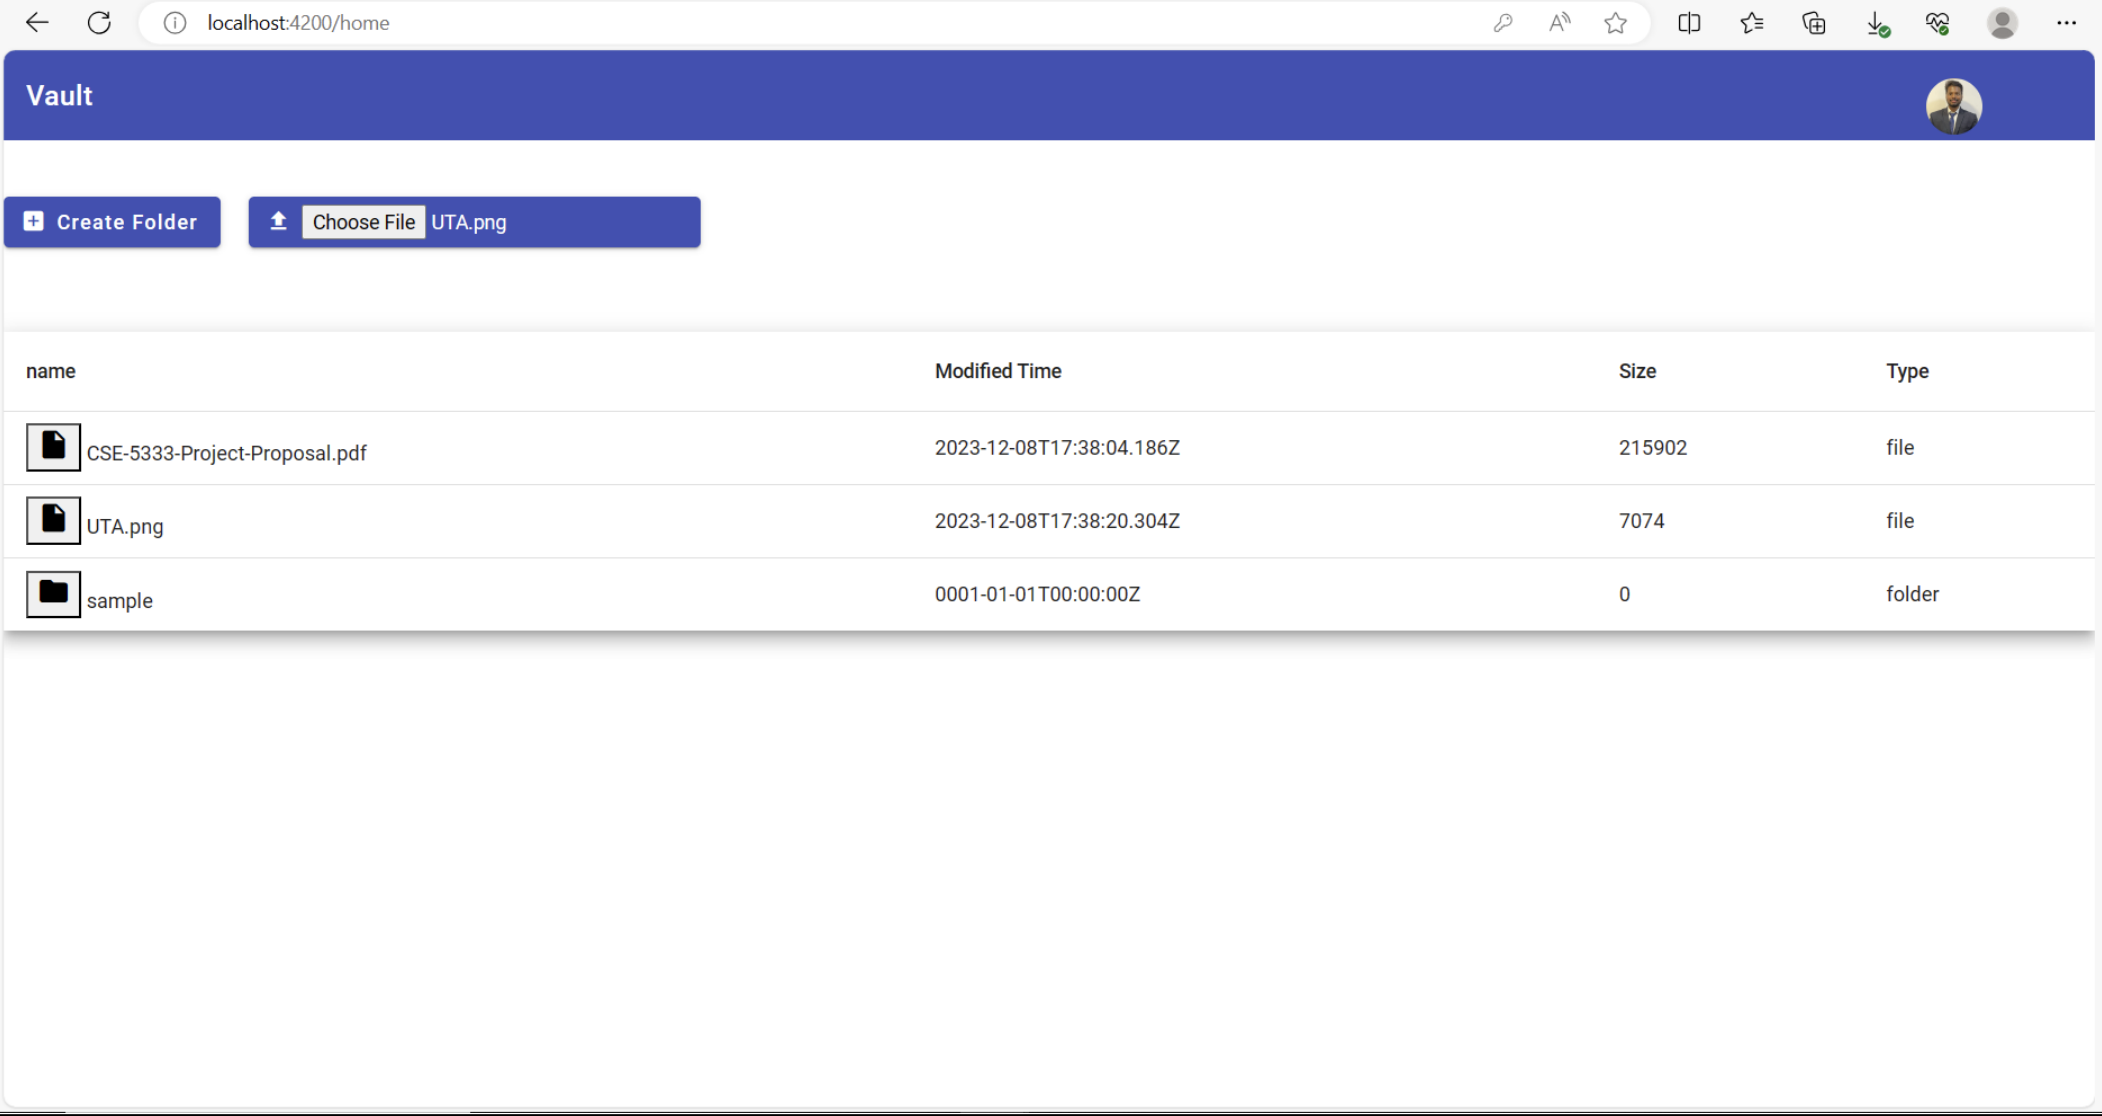 localhost:4200/home
Vault
Create Folder Choose File UTA.png
name Modified Time Size Type
CSE-5333-Project-Proposal.pdf 2023-12-08T17:38:04.186Z 215902 file
UTA.png 2023-12-08T17:38:20.304Z 7074 file
sample 0001-01-01T00:00:00Z 0 folder